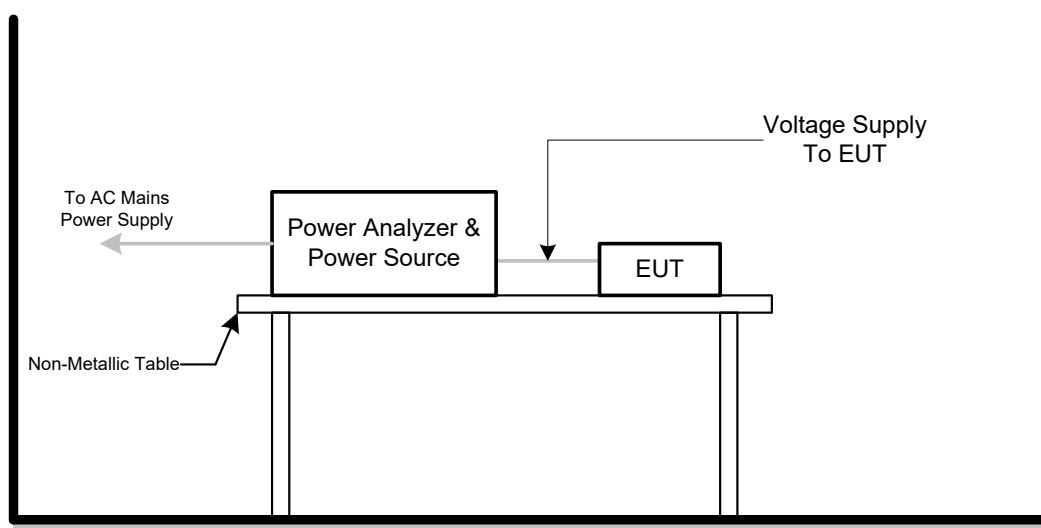 Voltage Supply
To EUT
To AC Mains
Power Supply
Power Analyzer &
Power Source
EUT
Non-Metallic Table